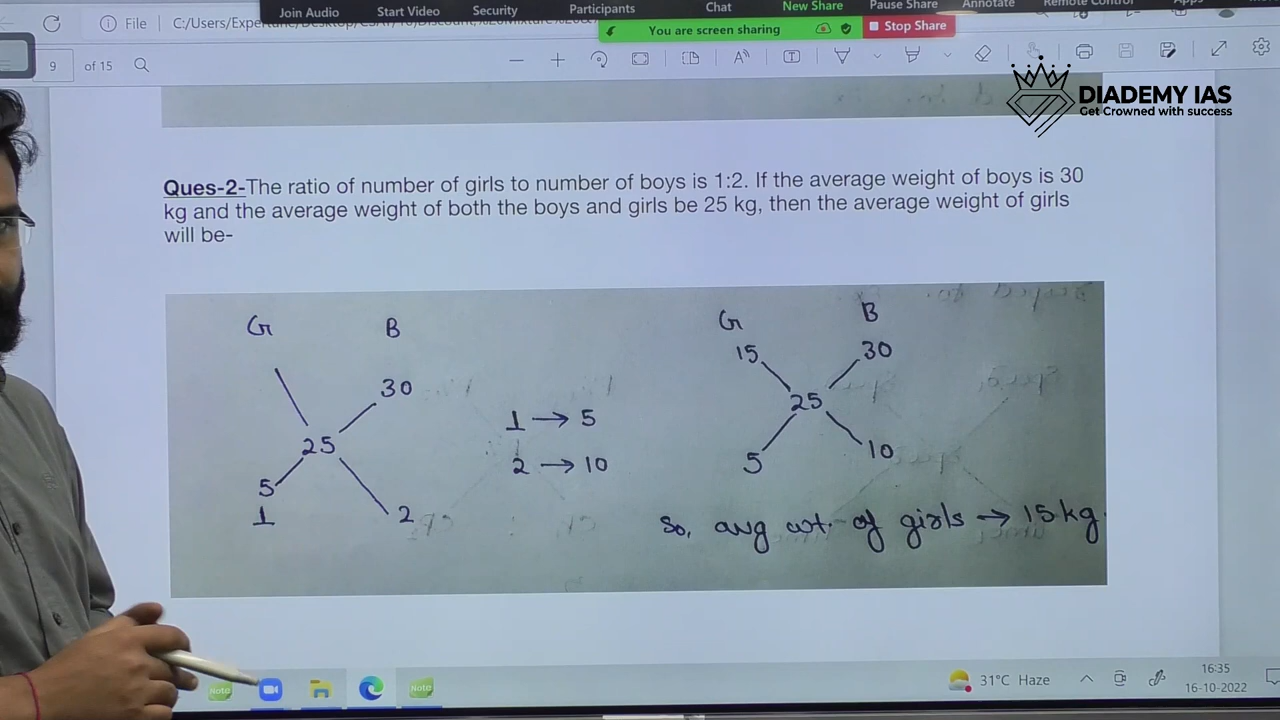 Join Audio Start Video Security Participants Chat New Share Pause Share Annotate Remote Control Apps
File C:/Users/
You are screen sharing Stop Share
9 of 15
DIADEMY IAS
Get Crowned with success
Ques-2-The ratio of number of girls to number of boys is 1:2. If the average weight of boys is 30
kg and the average weight of both the boys and girls be 25 kg, then the average weight of girls
will be-
G B
30
25
5 2
1
1 → 5
2 → 10
G B
15 30
25
5 10
So, avg wt. of girls → 15 kg.
Note Note
31°C Haze
16:35
16-10-2022